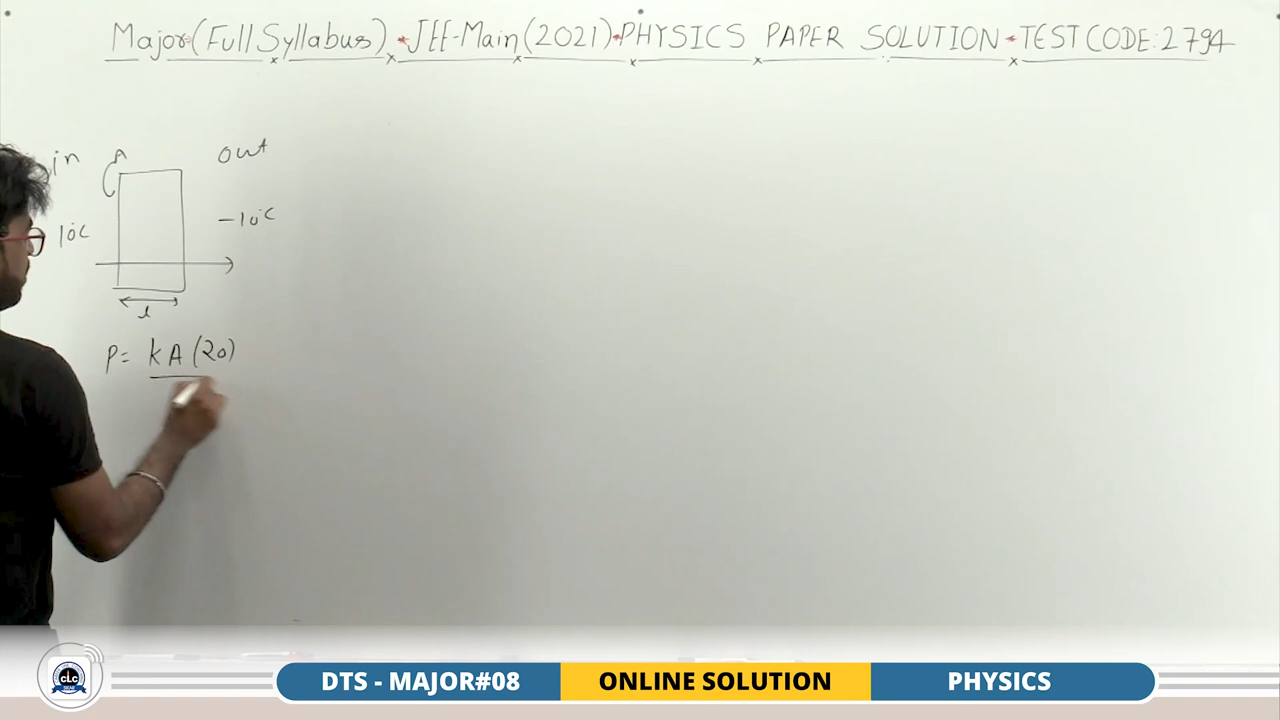 Major (Full Syllabus) • JEE-Main (2021) • PHYSICS PAPER SOLUTION • TEST CODE: 2794
in
A
out
10°C
-10°C
l
P = kA(20)
CLC
DTS - MAJOR#08
ONLINE SOLUTION
PHYSICS